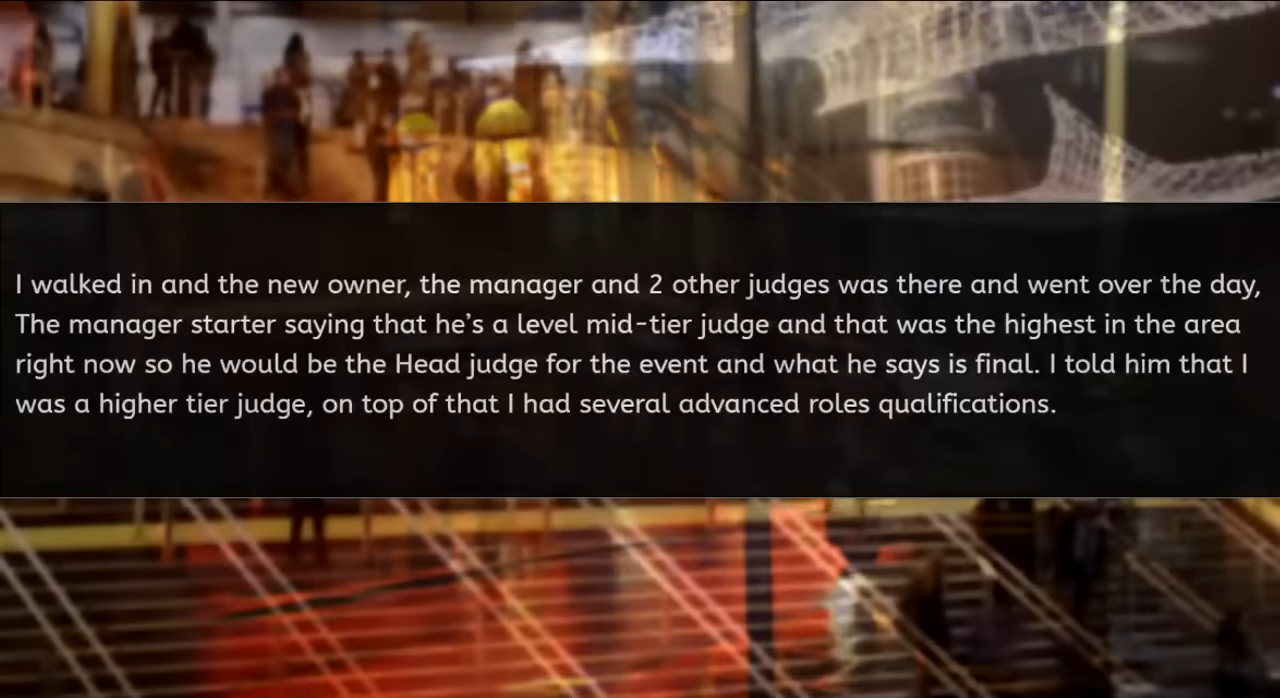 I walked in and the new owner, the manager and 2 other judges was there and went over the day,
The manager starter saying that he’s a level mid-tier judge and that was the highest in the area
right now so he would be the Head judge for the event and what he says is final. I told him that I
was a higher tier judge, on top of that I had several advanced roles qualifications.